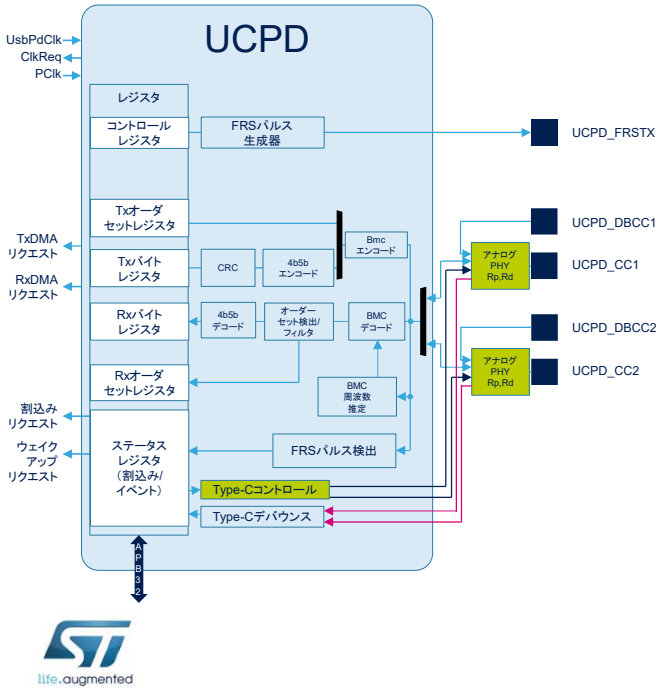 UCPD
UsbPdClk
ClkReq
PClk
レジスタ
コントロール
レジスタ
FRSパルス
生成器
UCPD_FRSTX
Txオーダ
セットレジスタ
TxDMA
リクエスト
Txバイト
レジスタ
CRC
4b5b
エンコード
Bmc
エンコード
UCPD_DBCC1
アナログ
PHY
Rp,Rd
UCPD_CC1
RxDMA
リクエスト
Rxバイト
レジスタ
4b5b
デコード
オーダー
セット検出/
フィルタ
BMC
デコード
UCPD_DBCC2
アナログ
PHY
Rp,Rd
UCPD_CC2
Rxオーダ
セットレジスタ
BMC
周波数
推定
割込み
リクエスト
ウェイク
アップ
リクエスト
ステータス
レジスタ
(割込み/
イベント)
FRSパルス検出
Type-Cコントロール
Type-Cデバウンス
APB32
ST
life.augmented